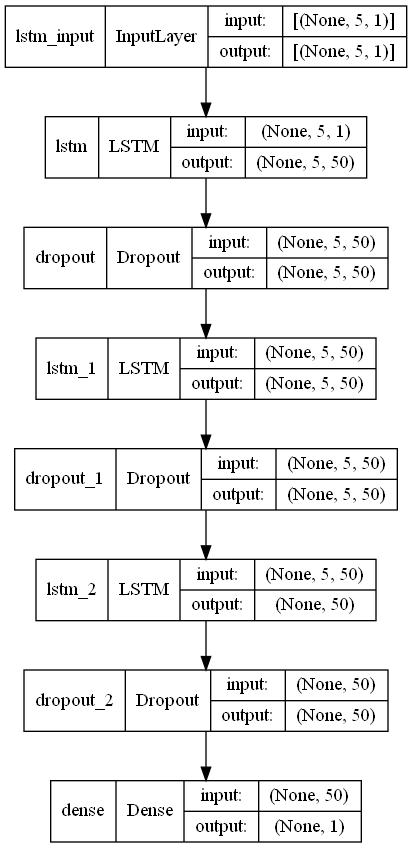 lstm_input InputLayer input: [(None, 5, 1)]
output: [(None, 5, 1)]
lstm LSTM input: (None, 5, 1)
output: (None, 5, 50)
dropout Dropout input: (None, 5, 50)
output: (None, 5, 50)
lstm_1 LSTM input: (None, 5, 50)
output: (None, 5, 50)
dropout_1 Dropout input: (None, 5, 50)
output: (None, 5, 50)
lstm_2 LSTM input: (None, 5, 50)
output: (None, 50)
dropout_2 Dropout input: (None, 50)
output: (None, 50)
dense Dense input: (None, 50)
output: (None, 1)